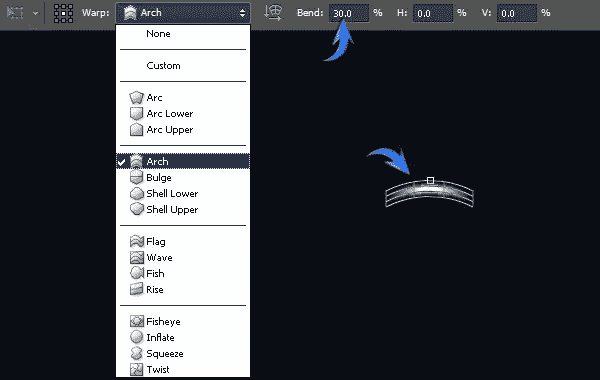 Warp: Arch Bend: 30.0 % H: 0.0 % V: 0.0 %
None
Custom
Arc
Arc Lower
Arc Upper
Arch
Bulge
Shell Lower
Shell Upper
Flag
Wave
Fish
Rise
Fisheye
Inflate
Squeeze
Twist